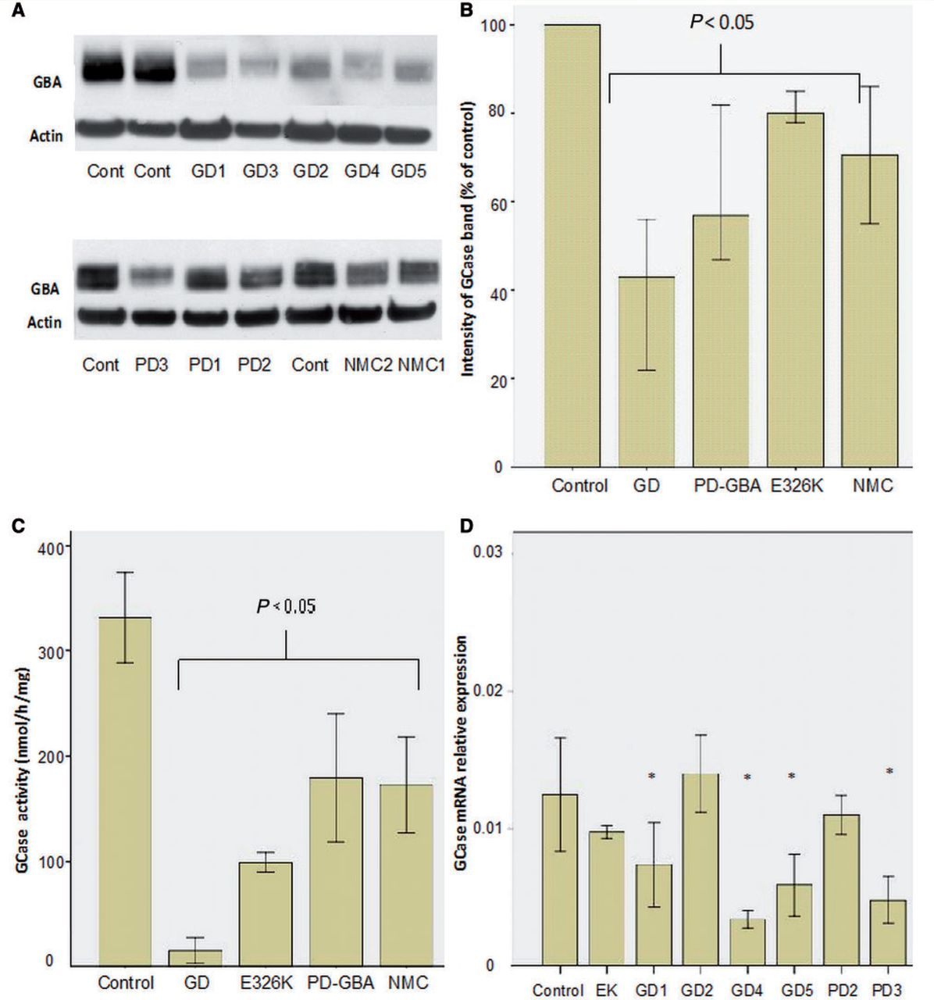 A
GBA
Actin
Cont Cont GD1 GD3 GD2 GD4 GD5
GBA
Actin
Cont PD3 PD1 PD2 Cont NMC2 NMC1
B
P < 0.05
Intensity of GCase band (% of control)
100
80
60
40
20
0
Control GD PD-GBA E326K NMC
C
P < 0.05
GCase activity (nmol/h/mg)
400
300
200
100
0
Control GD E326K PD-GBA NMC
D
GCase mRNA relative expression
0.03
0.02
0.01
0
* * * *
Control EK GD1 GD2 GD4 GD5 PD2 PD3